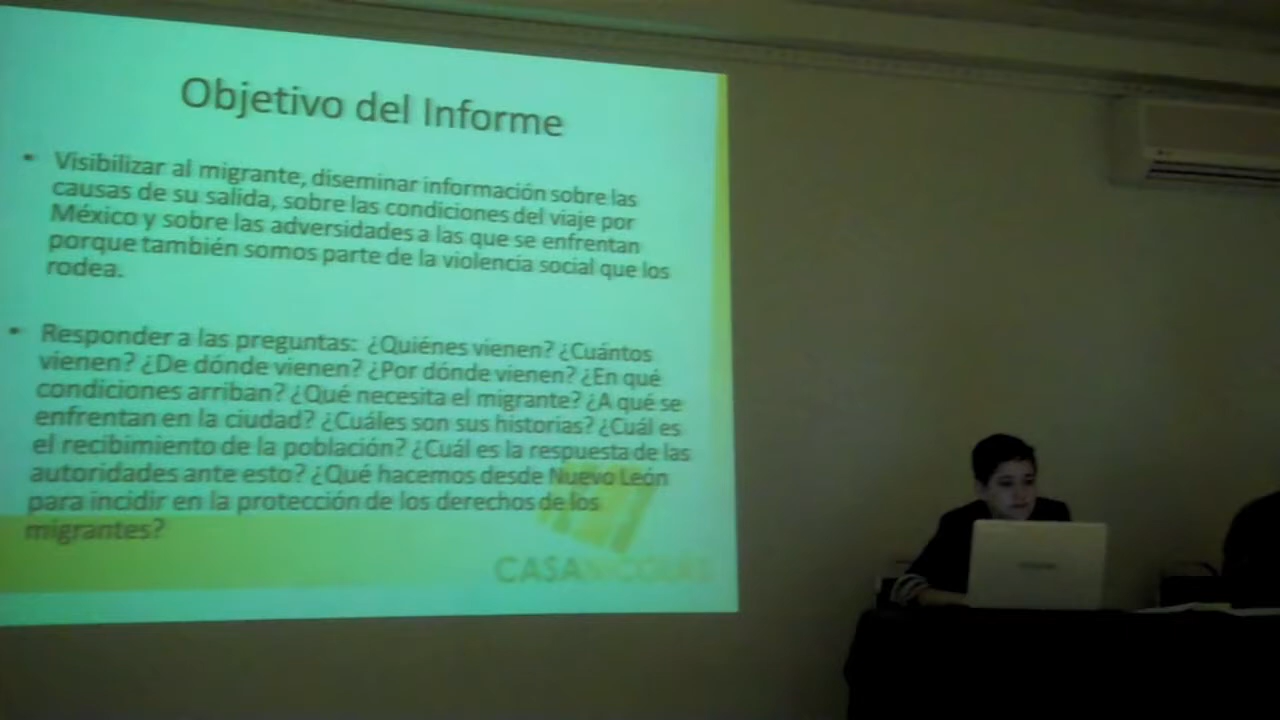 Objetivo del Informe
• Visibilizar al migrante, diseminar información sobre las
causas de su salida, sobre las condiciones del viaje por
México y sobre las adversidades a las que se enfrentan
porque también somos parte de la violencia social que los
rodea.
• Responder a las preguntas: ¿Quiénes vienen? ¿Cuántos
vienen? ¿De dónde vienen? ¿Por dónde vienen? ¿En qué
condiciones arriban? ¿Qué necesita el migrante? ¿A qué se
enfrentan en la ciudad? ¿Cuáles son sus historias? ¿Cuál es
el recibimiento de la población? ¿Cuál es la respuesta de las
autoridades ante esto? ¿Qué hacemos desde Nuevo León
para incidir en la protección de los derechos de los
migrantes?
CASANICOLÁS